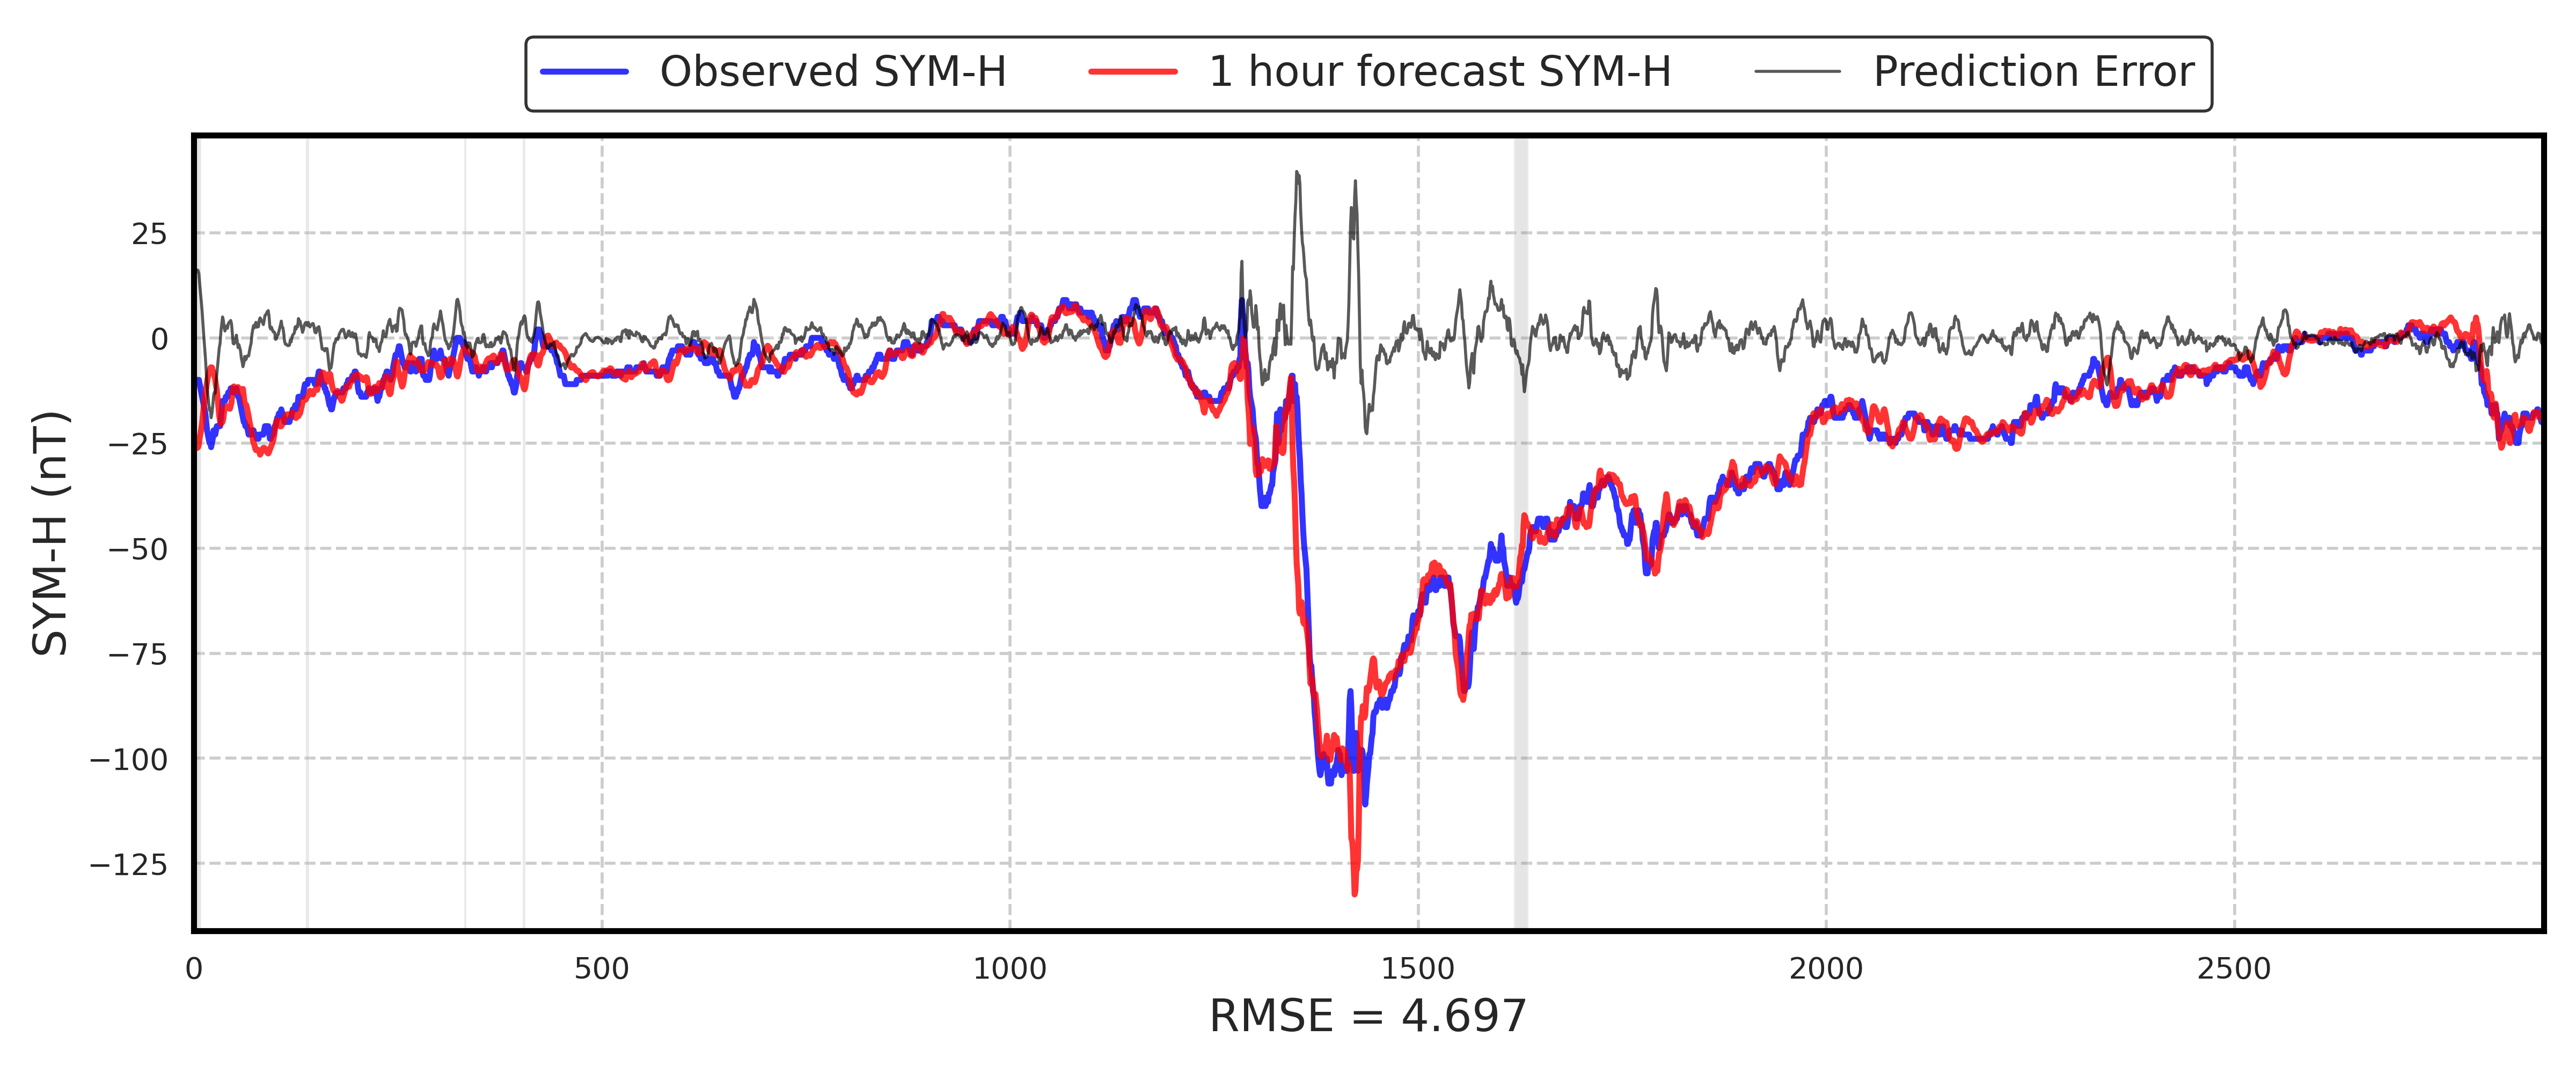 Observed SYM-H 1 hour forecast SYM-H Prediction Error
SYM-H (nT)
25
0
−25
−50
−75
−100
−125
0 500 1000 1500 2000 2500
RMSE = 4.697